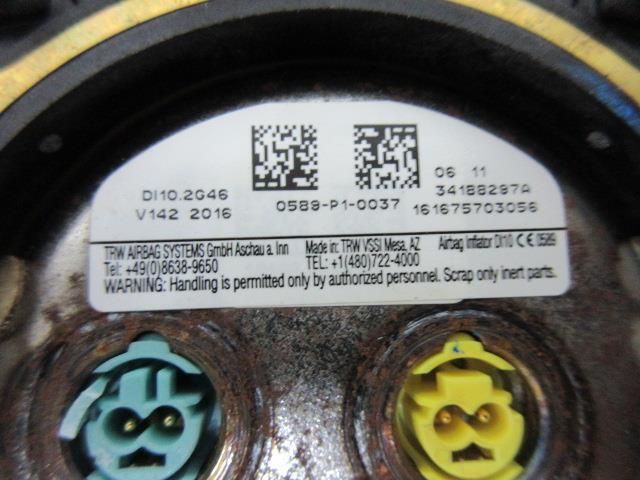 DI10.2G46
V142 2016
0589-P1-0037
06 11
34188297A
161675703056
TRW AIRBAG SYSTEMS GmbH Aschau a. Inn
Tel: +49(0)8638-9650
Made in: TRW VSSI Mesa, AZ
TEL: +1(480)722-4000
Airbag Inflator DI10 CE 0589
WARNING: Handling is permitted only by authorized personnel. Scrap only inert parts.